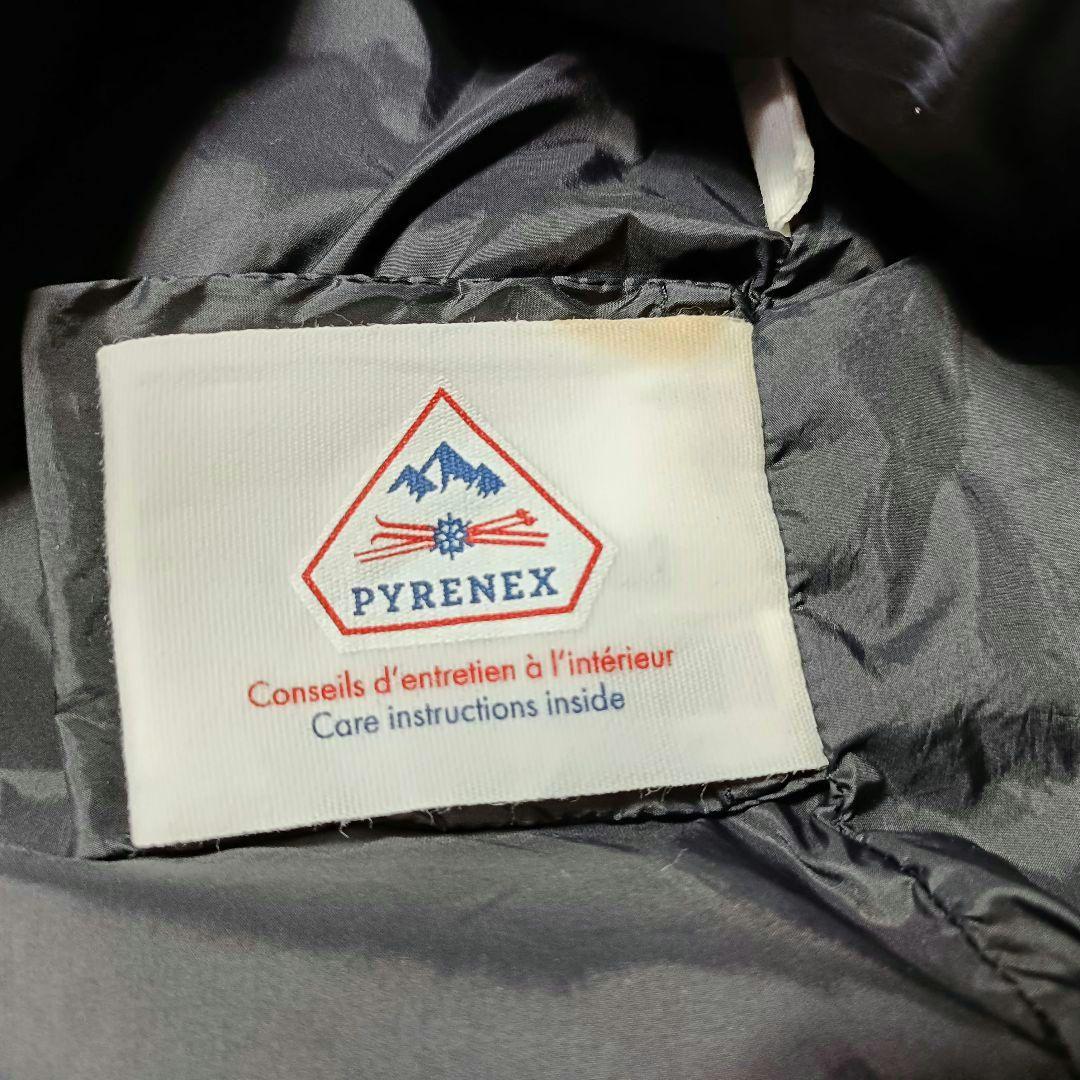 PYRENEX
Conseils d'entretien à l'intérieur
Care instructions inside